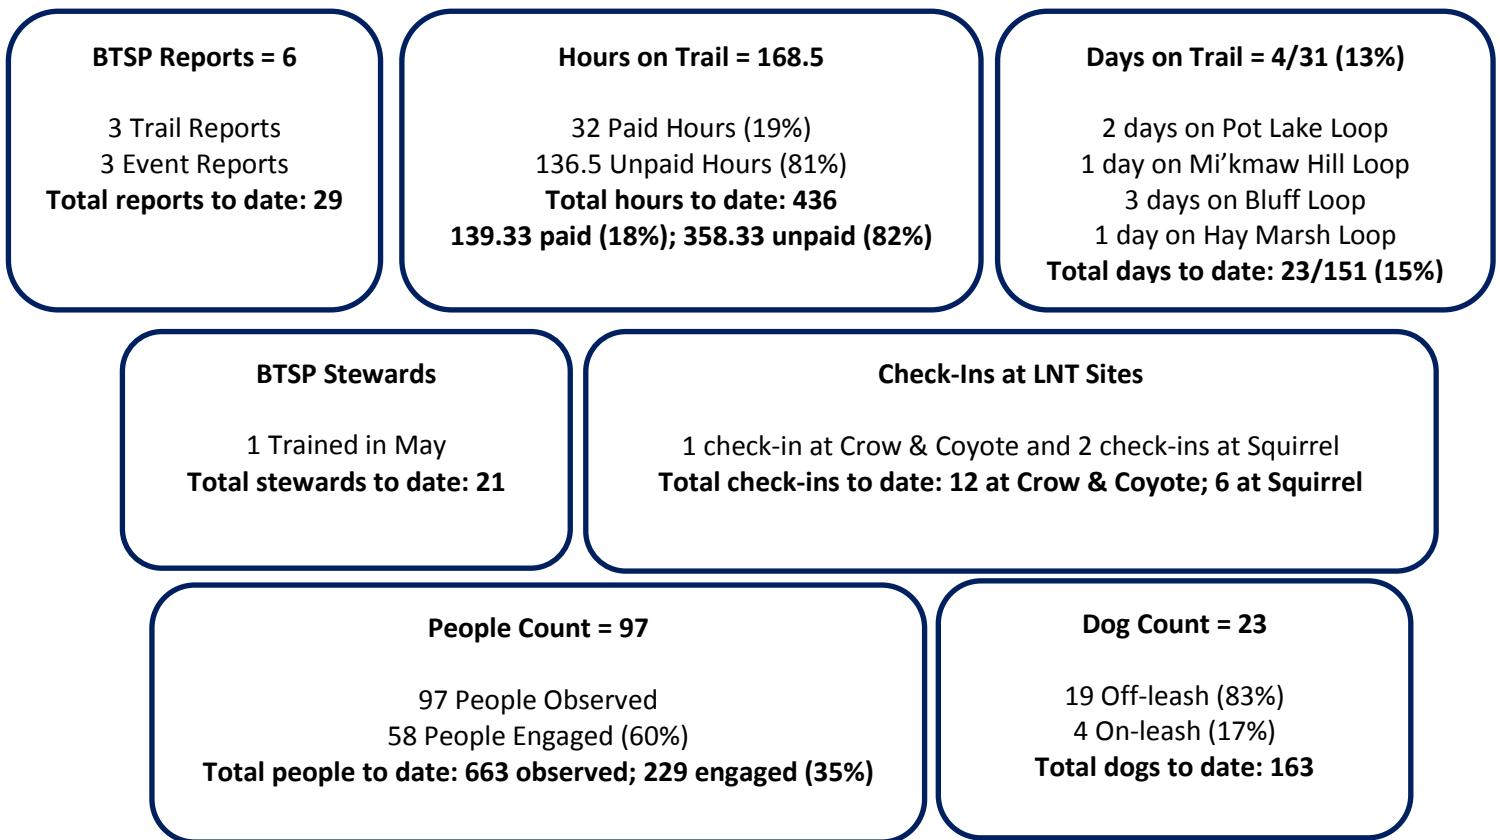 BTSP Reports = 6
3 Trail Reports
3 Event Reports
Total reports to date: 29
Hours on Trail = 168.5
32 Paid Hours (19%)
136.5 Unpaid Hours (81%)
Total hours to date: 436
139.33 paid (18%); 358.33 unpaid (82%)
Days on Trail = 4/31 (13%)
2 days on Pot Lake Loop
1 day on Mi’kmaw Hill Loop
3 days on Bluff Loop
1 day on Hay Marsh Loop
Total days to date: 23/151 (15%)
BTSP Stewards
1 Trained in May
Total stewards to date: 21
Check-Ins at LNT Sites
1 check-in at Crow & Coyote and 2 check-ins at Squirrel
Total check-ins to date: 12 at Crow & Coyote; 6 at Squirrel
People Count = 97
97 People Observed
58 People Engaged (60%)
Total people to date: 663 observed; 229 engaged (35%)
Dog Count = 23
19 Off-leash (83%)
4 On-leash (17%)
Total dogs to date: 163